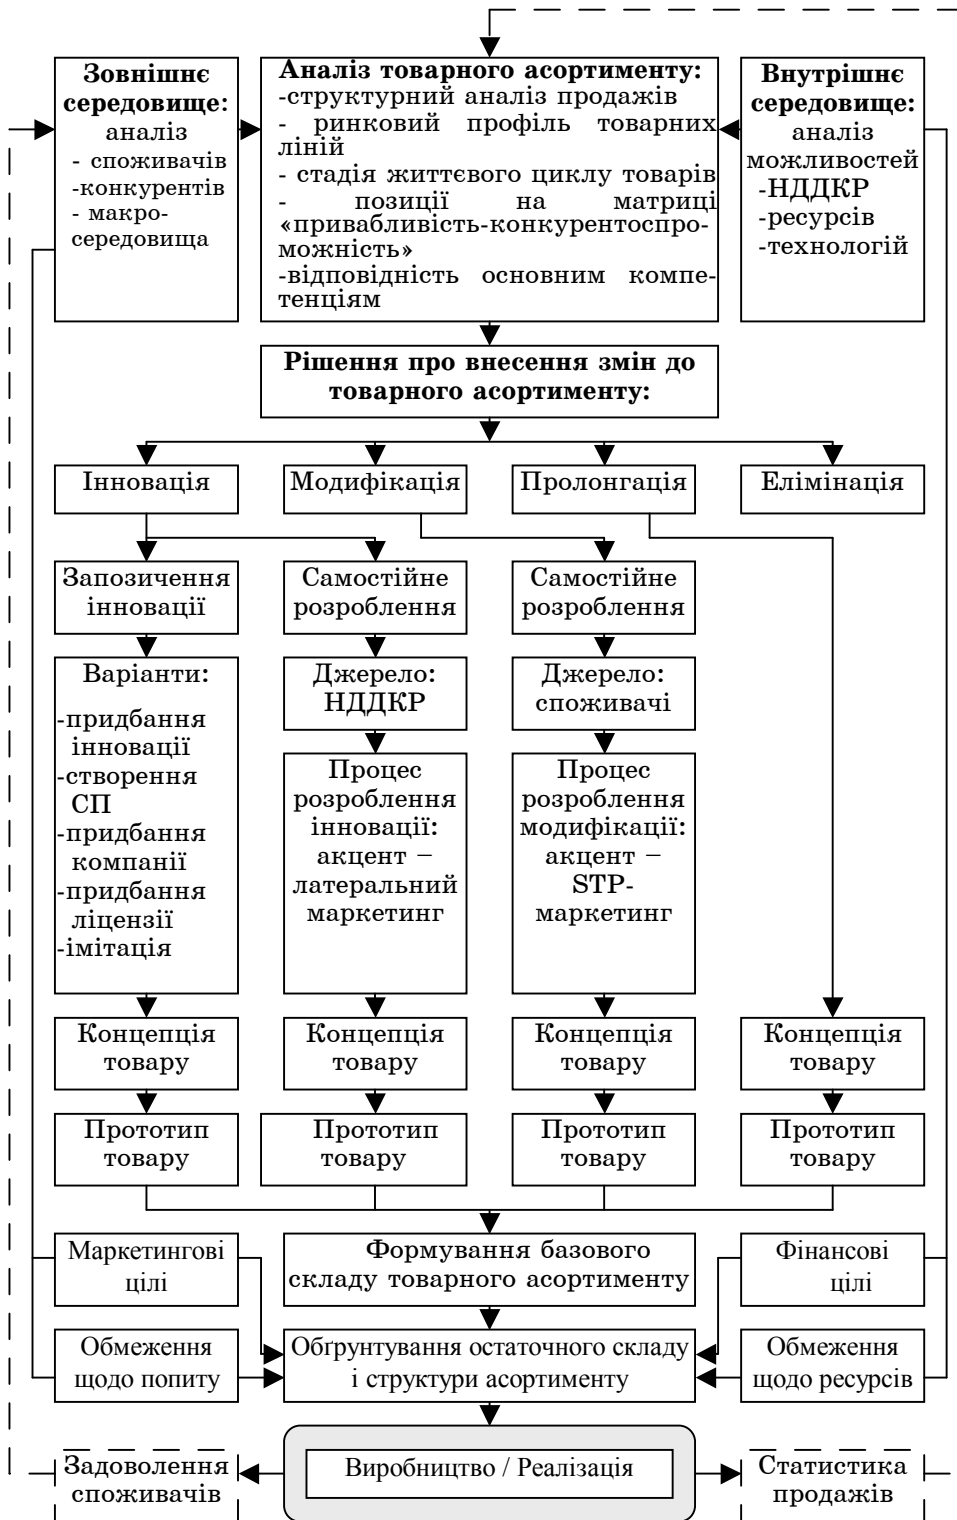 Зовнішнє
середовище:
аналіз
- споживачів
-конкурентів
- макро-
середовища
Аналіз товарного асортименту:
-структурний аналіз продажів
- ринковий профіль товарних
ліній
- стадія життєвого циклу товарів
- позиції на матриці
«привабливість-конкурентоспро-
можність»
-відповідність основним компе-
тенціям
Внутрішнє
середовище:
аналіз
можливостей
-НДДКР
-ресурсів
-технологій
Рішення про внесення змін до
товарного асортименту:
Інновація
Модифікація
Пролонгація
Елімінація
Запозичення
інновації
Самостійне
розроблення
Самостійне
розроблення
Варіанти:
-придбання
інновації
-створення
СП
-придбання
компанії
-придбання
ліцензії
-імітація
Джерело:
НДДКР
Джерело:
споживачі
Процес
розроблення
інновації:
акцент –
латеральний
маркетинг
Процес
розроблення
модифікації:
акцент –
STP-
маркетинг
Концепція
товару
Концепція
товару
Концепція
товару
Концепція
товару
Прототип
товару
Прототип
товару
Прототип
товару
Прототип
товару
Маркетингові
цілі
Формування базового
складу товарного асортименту
Фінансові
цілі
Обмеження
щодо попиту
Обґрунтування остаточного складу
і структури асортименту
Обмеження
щодо ресурсів
Задоволення
споживачів
Виробництво / Реалізація
Статистика
продажів